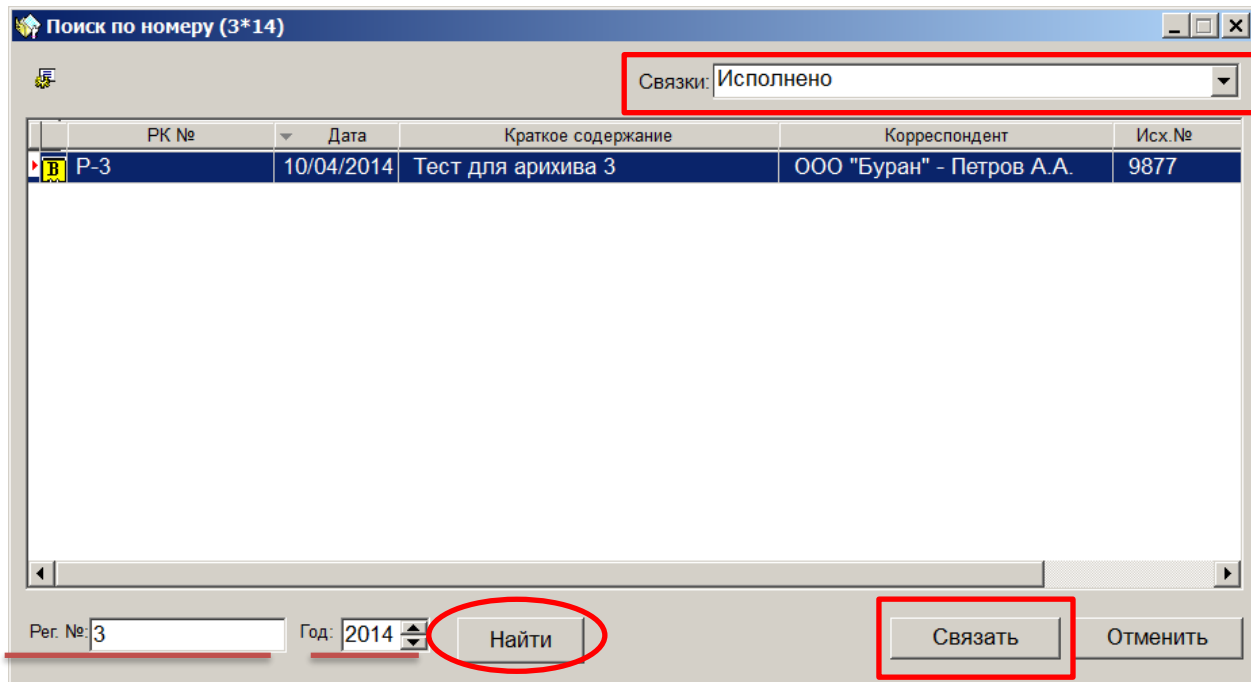 Поиск по номеру (3*14)
Связки: Исполнено
РК № Дата Краткое содержание Корреспондент Исх.№
В Р-3 10/04/2014 Тест для арихива 3 ООО "Буран" - Петров А.А. 9877
Рег. №: 3 Год: 2014 Найти Связать Отменить